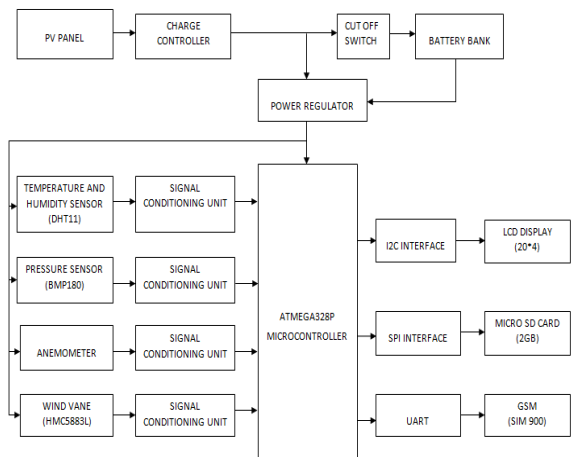 PV PANEL
CHARGE
CONTROLLER
CUT OFF
SWITCH
BATTERY BANK
POWER REGULATOR
TEMPERATURE AND
HUMIDITY SENSOR
(DHT11)
SIGNAL
CONDITIONING UNIT
PRESSURE SENSOR
(BMP180)
SIGNAL
CONDITIONING UNIT
ANEMOMETER
SIGNAL
CONDITIONING UNIT
WIND VANE
(HMC5883L)
SIGNAL
CONDITIONING UNIT
ATMEGA328P
MICROCONTROLLER
I2C INTERFACE
LCD DISPLAY
(20*4)
SPI INTERFACE
MICRO SD CARD
(2GB)
UART
GSM
(SIM 900)